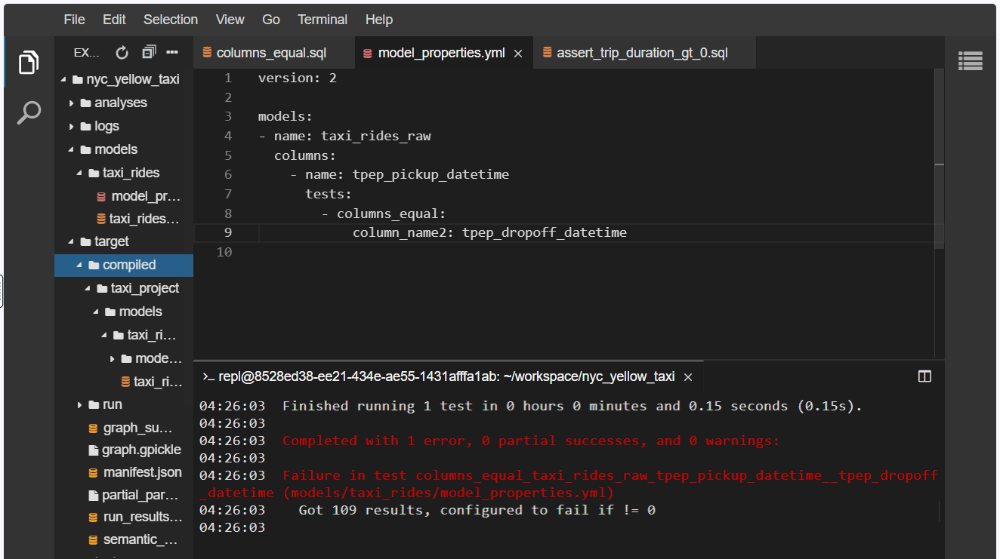 File Edit Selection View Go Terminal Help
EX...
columns_equal.sql
model_properties.yml
assert_trip_duration_gt_0.sql
nyc_yellow_taxi
analyses
logs
models
taxi_rides
model_pr...
taxi_rides...
target
compiled
taxi_project
models
taxi_ri...
mode...
taxi_ri...
run
graph_su...
graph.gpickle
manifest.json
partial_par...
run_results...
semantic_...
1 version: 2
2
3 models:
4 - name: taxi_rides_raw
5 columns:
6 - name: tpep_pickup_datetime
7 tests:
8 - columns_equal:
9 column_name2: tpep_dropoff_datetime
10
>_ repl@8528ed38-ee21-434e-ae55-1431afffa1ab: ~/workspace/nyc_yellow_taxi
04:26:03 Finished running 1 test in 0 hours 0 minutes and 0.15 seconds (0.15s).
04:26:03
04:26:03 Completed with 1 error, 0 partial successes, and 0 warnings:
04:26:03
04:26:03 Failure in test columns_equal_taxi_rides_raw_tpep_pickup_datetime__tpep_dropoff
_datetime (models/taxi_rides/model_properties.yml)
04:26:03 Got 109 results, configured to fail if != 0
04:26:03